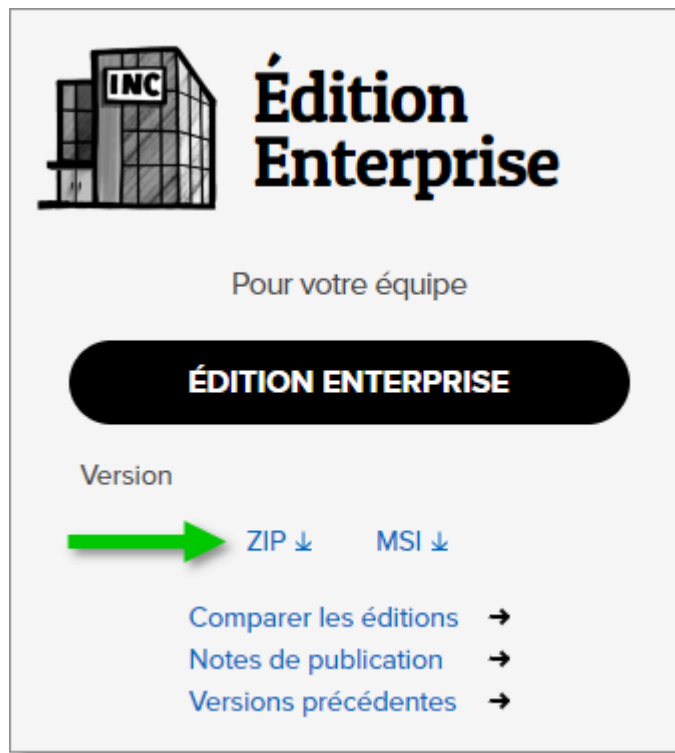 INC
Édition
Enterprise
Pour votre équipe
ÉDITION ENTERPRISE
Version
ZIP MSI
Comparer les éditions
Notes de publication
Versions précédentes